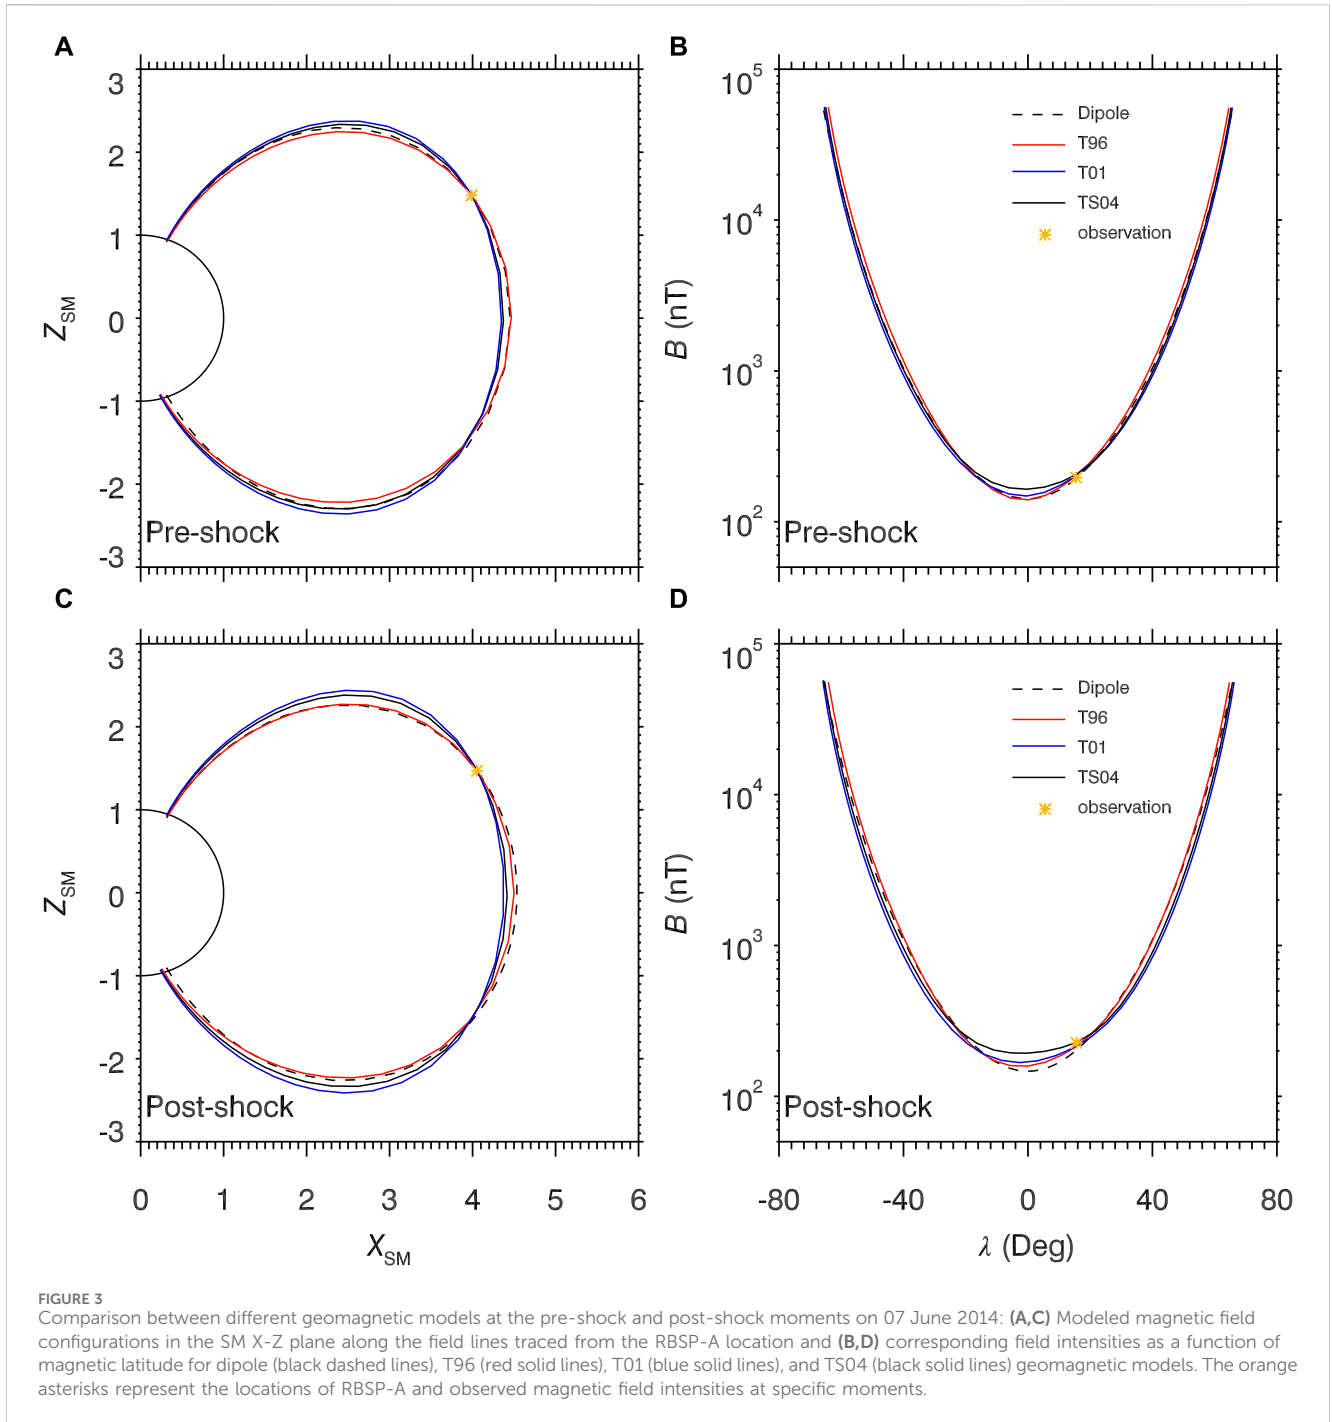 A
B
3
2
1
0
-1
-2
-3
Z_SM
Pre-shock
10^5
10^4
10^3
10^2
B (nT)
Dipole
T96
T01
TS04
observation
Pre-shock
C
D
3
2
1
0
-1
-2
-3
Z_SM
Post-shock
0 1 2 3 4 5 6
X_SM
10^5
10^4
10^3
10^2
B (nT)
Dipole
T96
T01
TS04
observation
Post-shock
-80 -40 0 40 80
λ (Deg)
FIGURE 3
Comparison between different geomagnetic models at the pre-shock and post-shock moments on 07 June 2014: (A,C) Modeled magnetic field
configurations in the SM X-Z plane along the field lines traced from the RBSP-A location and (B,D) corresponding field intensities as a function of
magnetic latitude for dipole (black dashed lines), T96 (red solid lines), T01 (blue solid lines), and TS04 (black solid lines) geomagnetic models. The orange
asterisks represent the locations of RBSP-A and observed magnetic field intensities at specific moments.